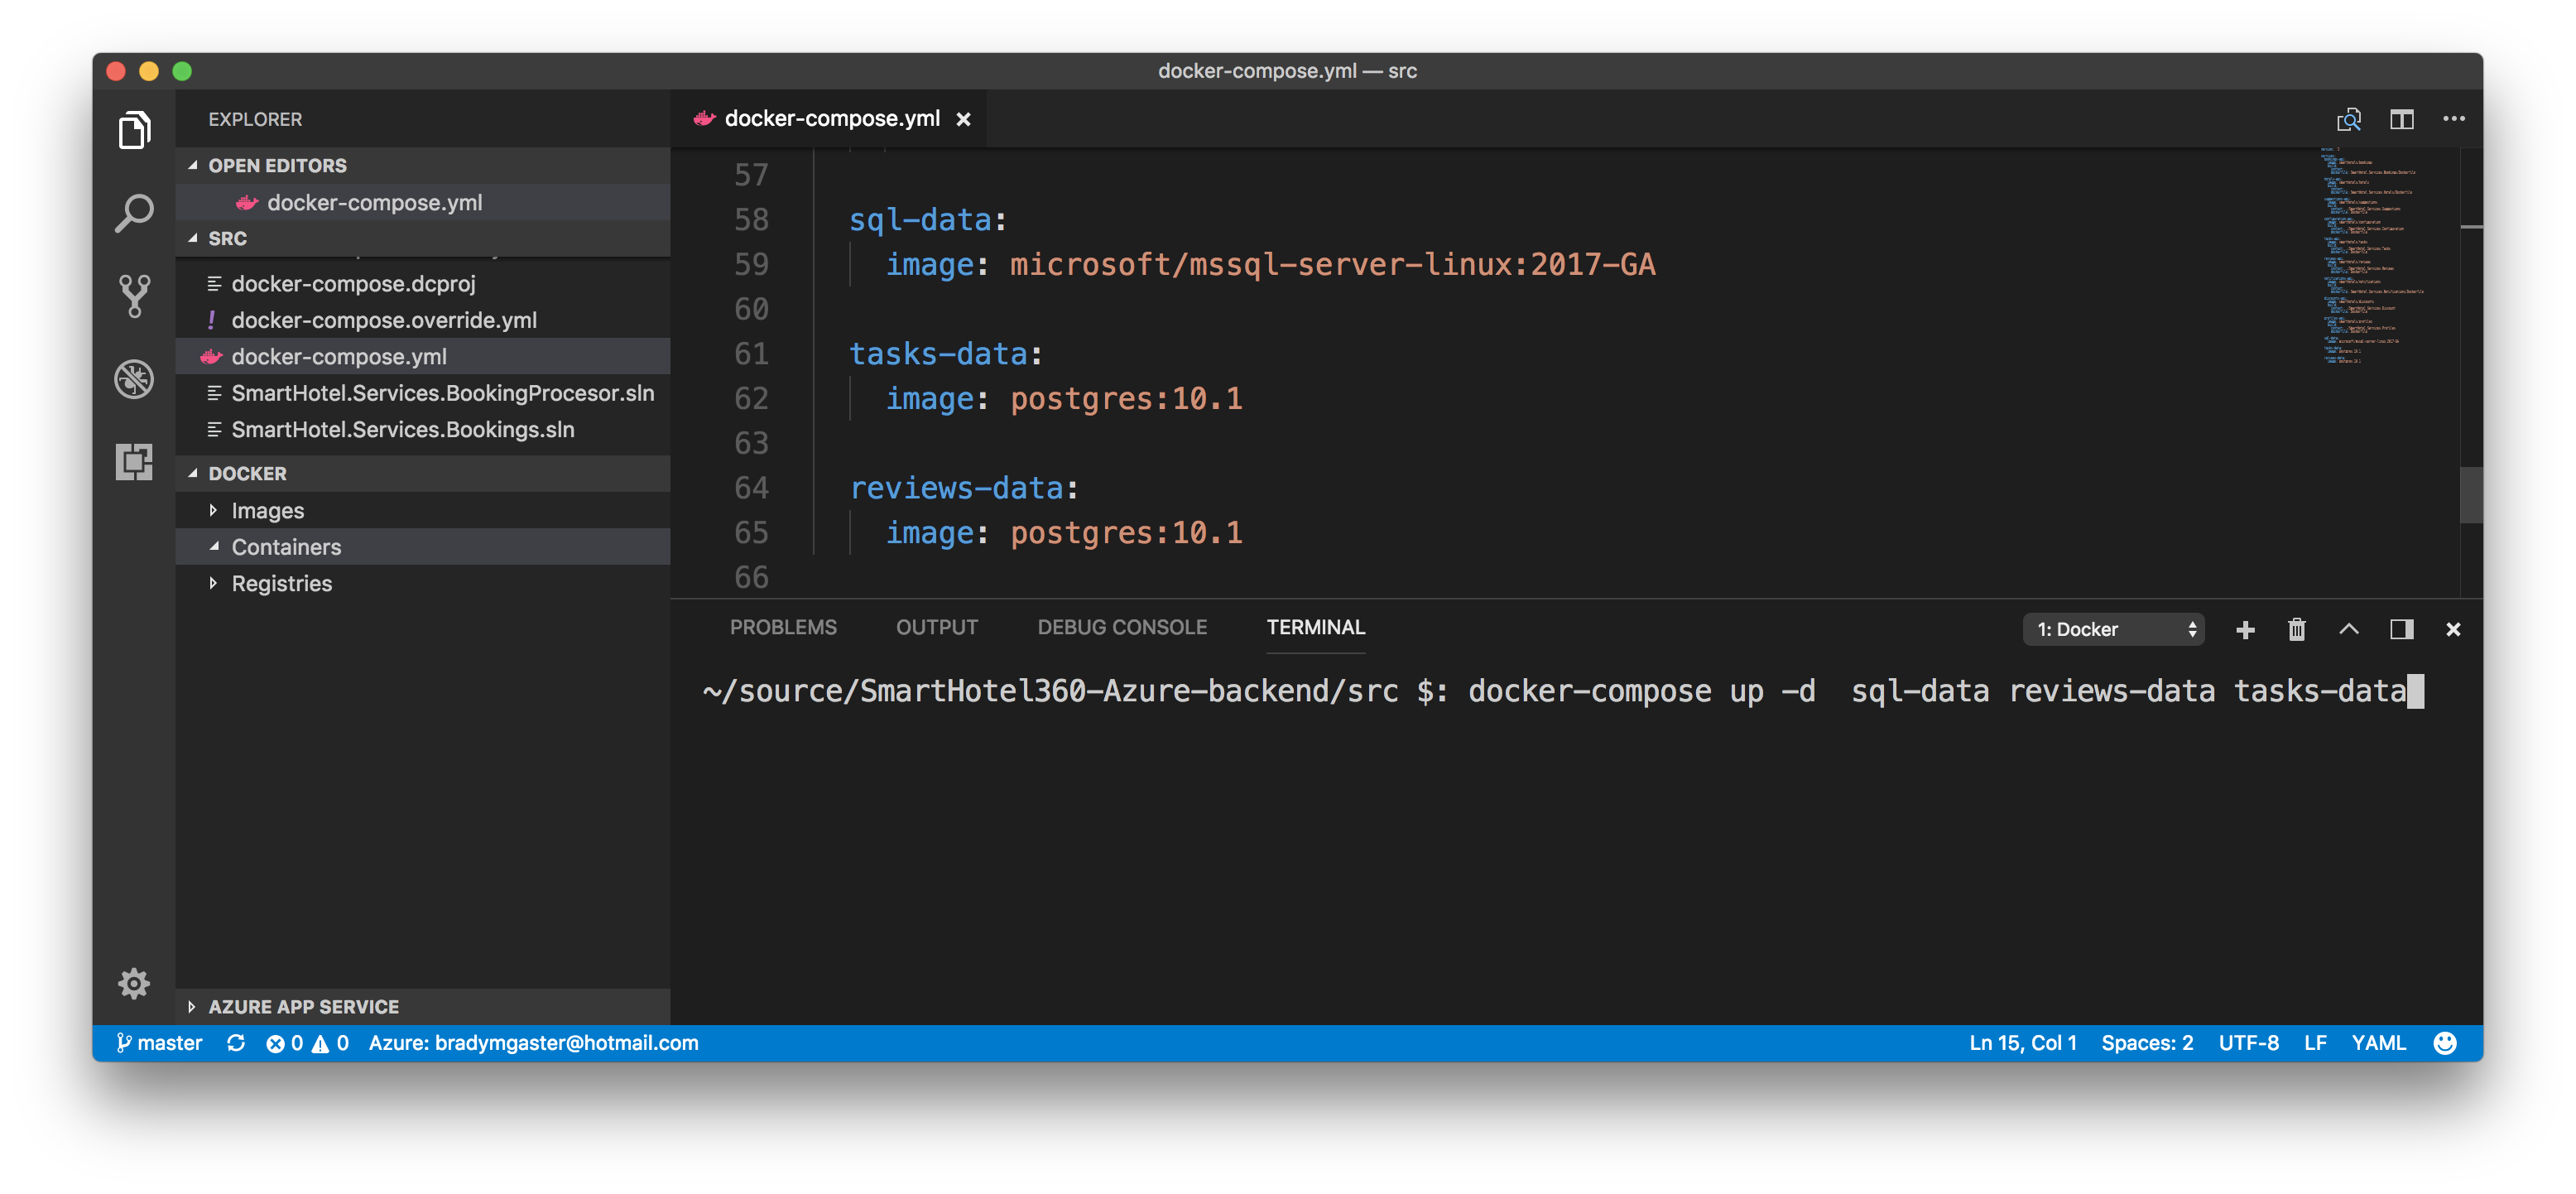 docker-compose.yml — src
EXPLORER
OPEN EDITORS
docker-compose.yml
SRC
docker-compose.dcproj
! docker-compose.override.yml
docker-compose.yml
SmartHotel.Services.BookingProcesor.sln
SmartHotel.Services.Bookings.sln
DOCKER
Images
Containers
Registries
AZURE APP SERVICE
docker-compose.yml
57
58 sql-data:
59 image: microsoft/mssql-server-linux:2017-GA
60
61 tasks-data:
62 image: postgres:10.1
63
64 reviews-data:
65 image: postgres:10.1
66
PROBLEMS OUTPUT DEBUG CONSOLE TERMINAL 1: Docker
~/source/SmartHotel360-Azure-backend/src $: docker-compose up -d  sql-data reviews-data tasks-data
master 0 0 Azure: bradymgaster@hotmail.com Ln 15, Col 1 Spaces: 2 UTF-8 LF YAML